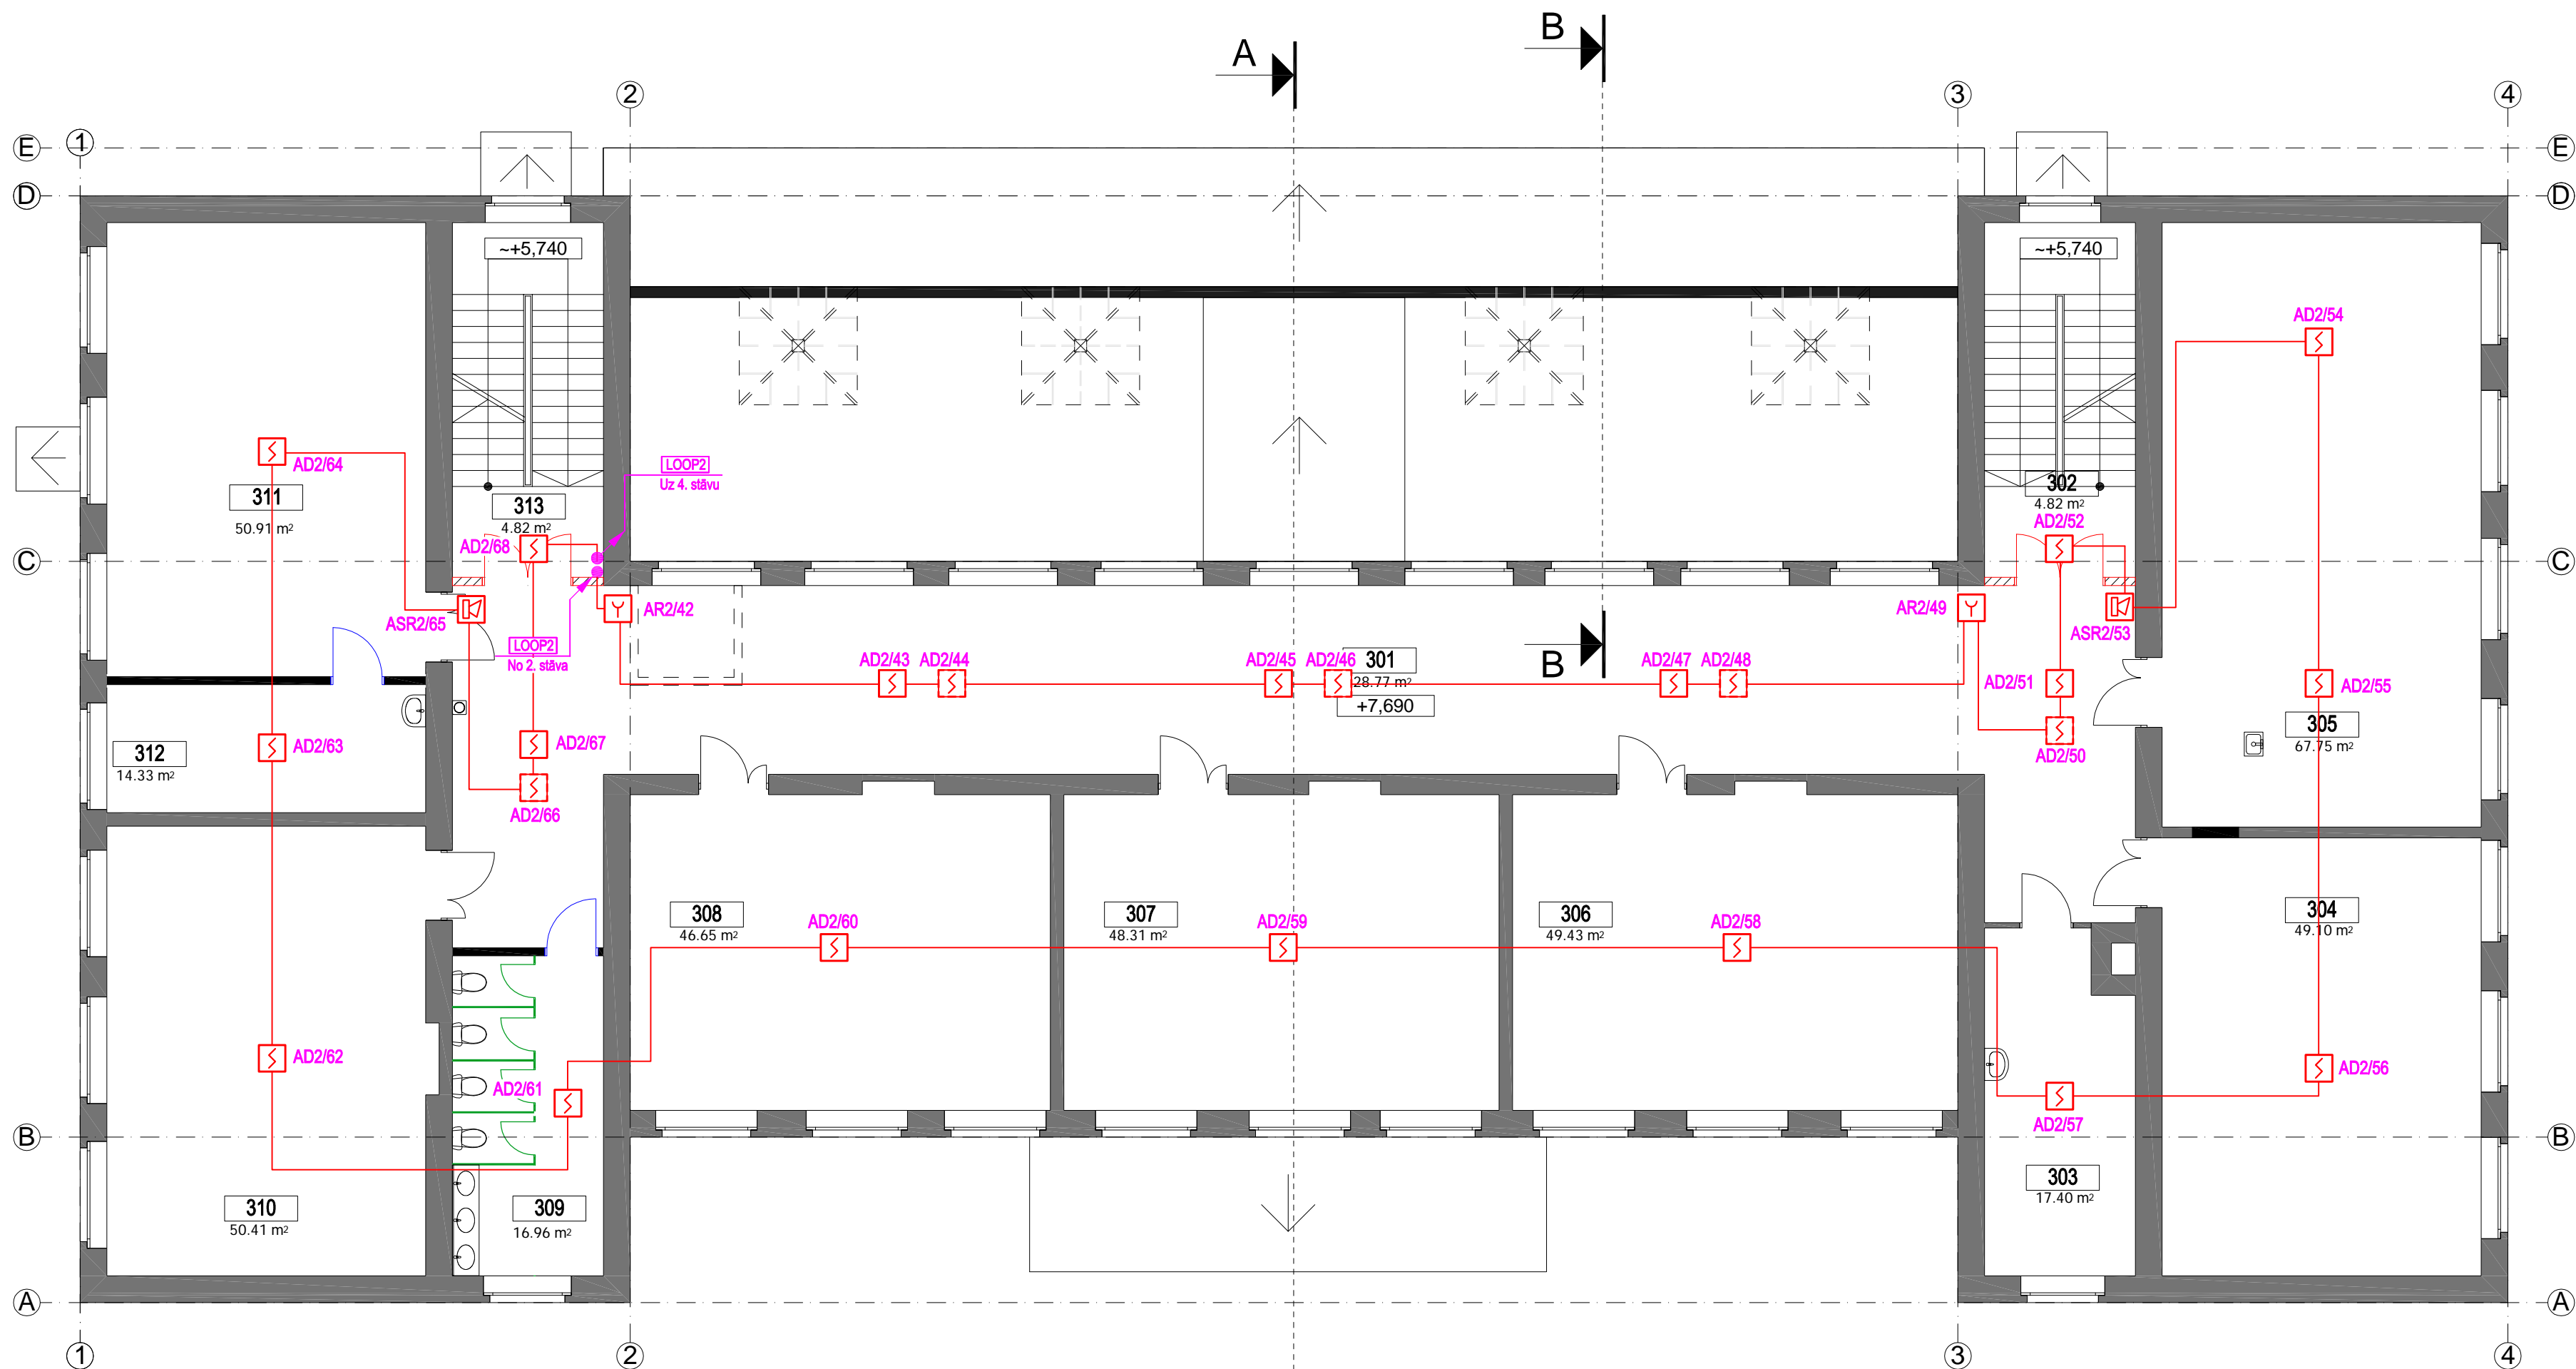 B
A
2
3
4
1
E
E
D
D
~+5,740
~+5,740
AD2/54
AD2/64
LOOP2
Uz 4. stāvu
311
50.91 m²
313
4.82 m²
302
4.82 m²
AD2/52
AD2/68
C
C
ASR2/65
AR2/42
AR2/49
ASR2/53
LOOP2
No 2. stāva
AD2/43
AD2/44
AD2/45
AD2/46
301
28.77 m²
+7,690
B
AD2/47
AD2/48
AD2/51
AD2/55
305
67.75 m²
312
14.33 m²
AD2/63
AD2/67
AD2/50
AD2/66
308
46.65 m²
AD2/60
307
48.31 m²
AD2/59
306
49.43 m²
AD2/58
304
49.10 m²
AD2/62
AD2/61
AD2/56
AD2/57
B
B
310
50.41 m²
309
16.96 m²
303
17.40 m²
A
A
1
2
3
4